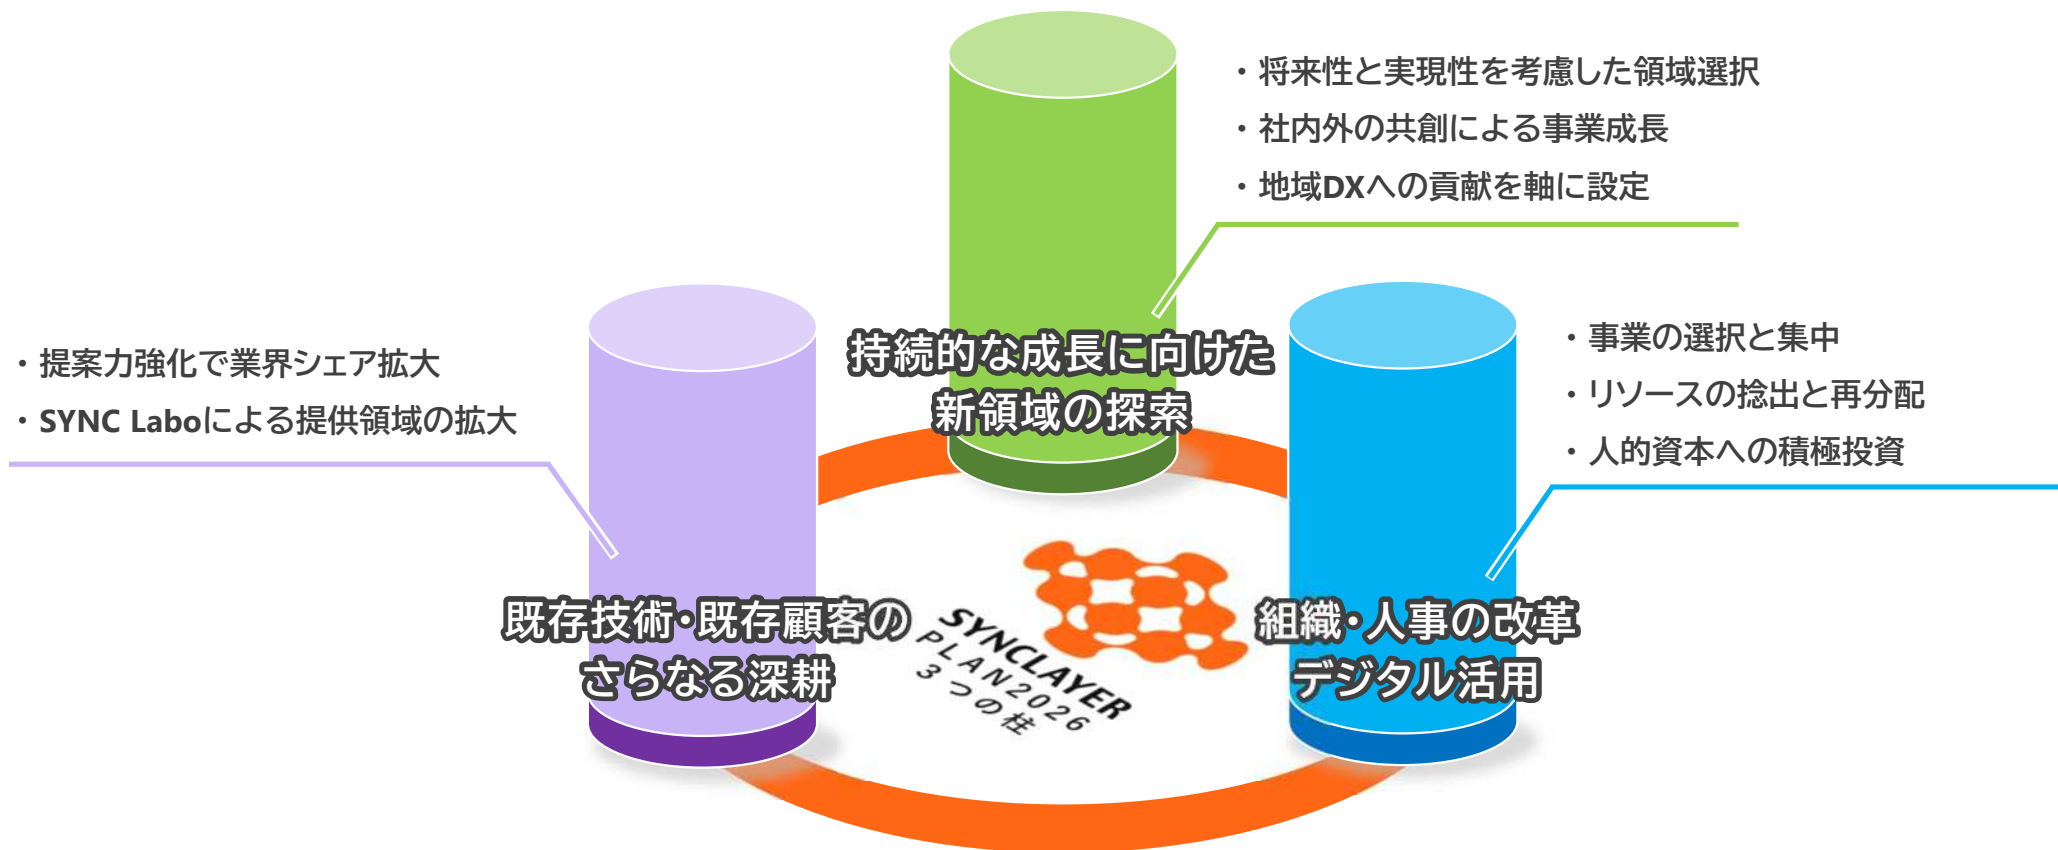 ・将来性と実現性を考慮した領域選択
・社内外の共創による事業成長
・地域DXへの貢献を軸に設定
持続的な成長に向けた
新領域の探索
・提案力強化で業界シェア拡大
・SYNC Laboによる提供領域の拡大
既存技術・既存顧客の
さらなる深耕
・事業の選択と集中
・リソースの捻出と再分配
・人的資本への積極投資
組織・人事の改革
デジタル活用
SYNCLAYER
PLAN2026
3つの柱